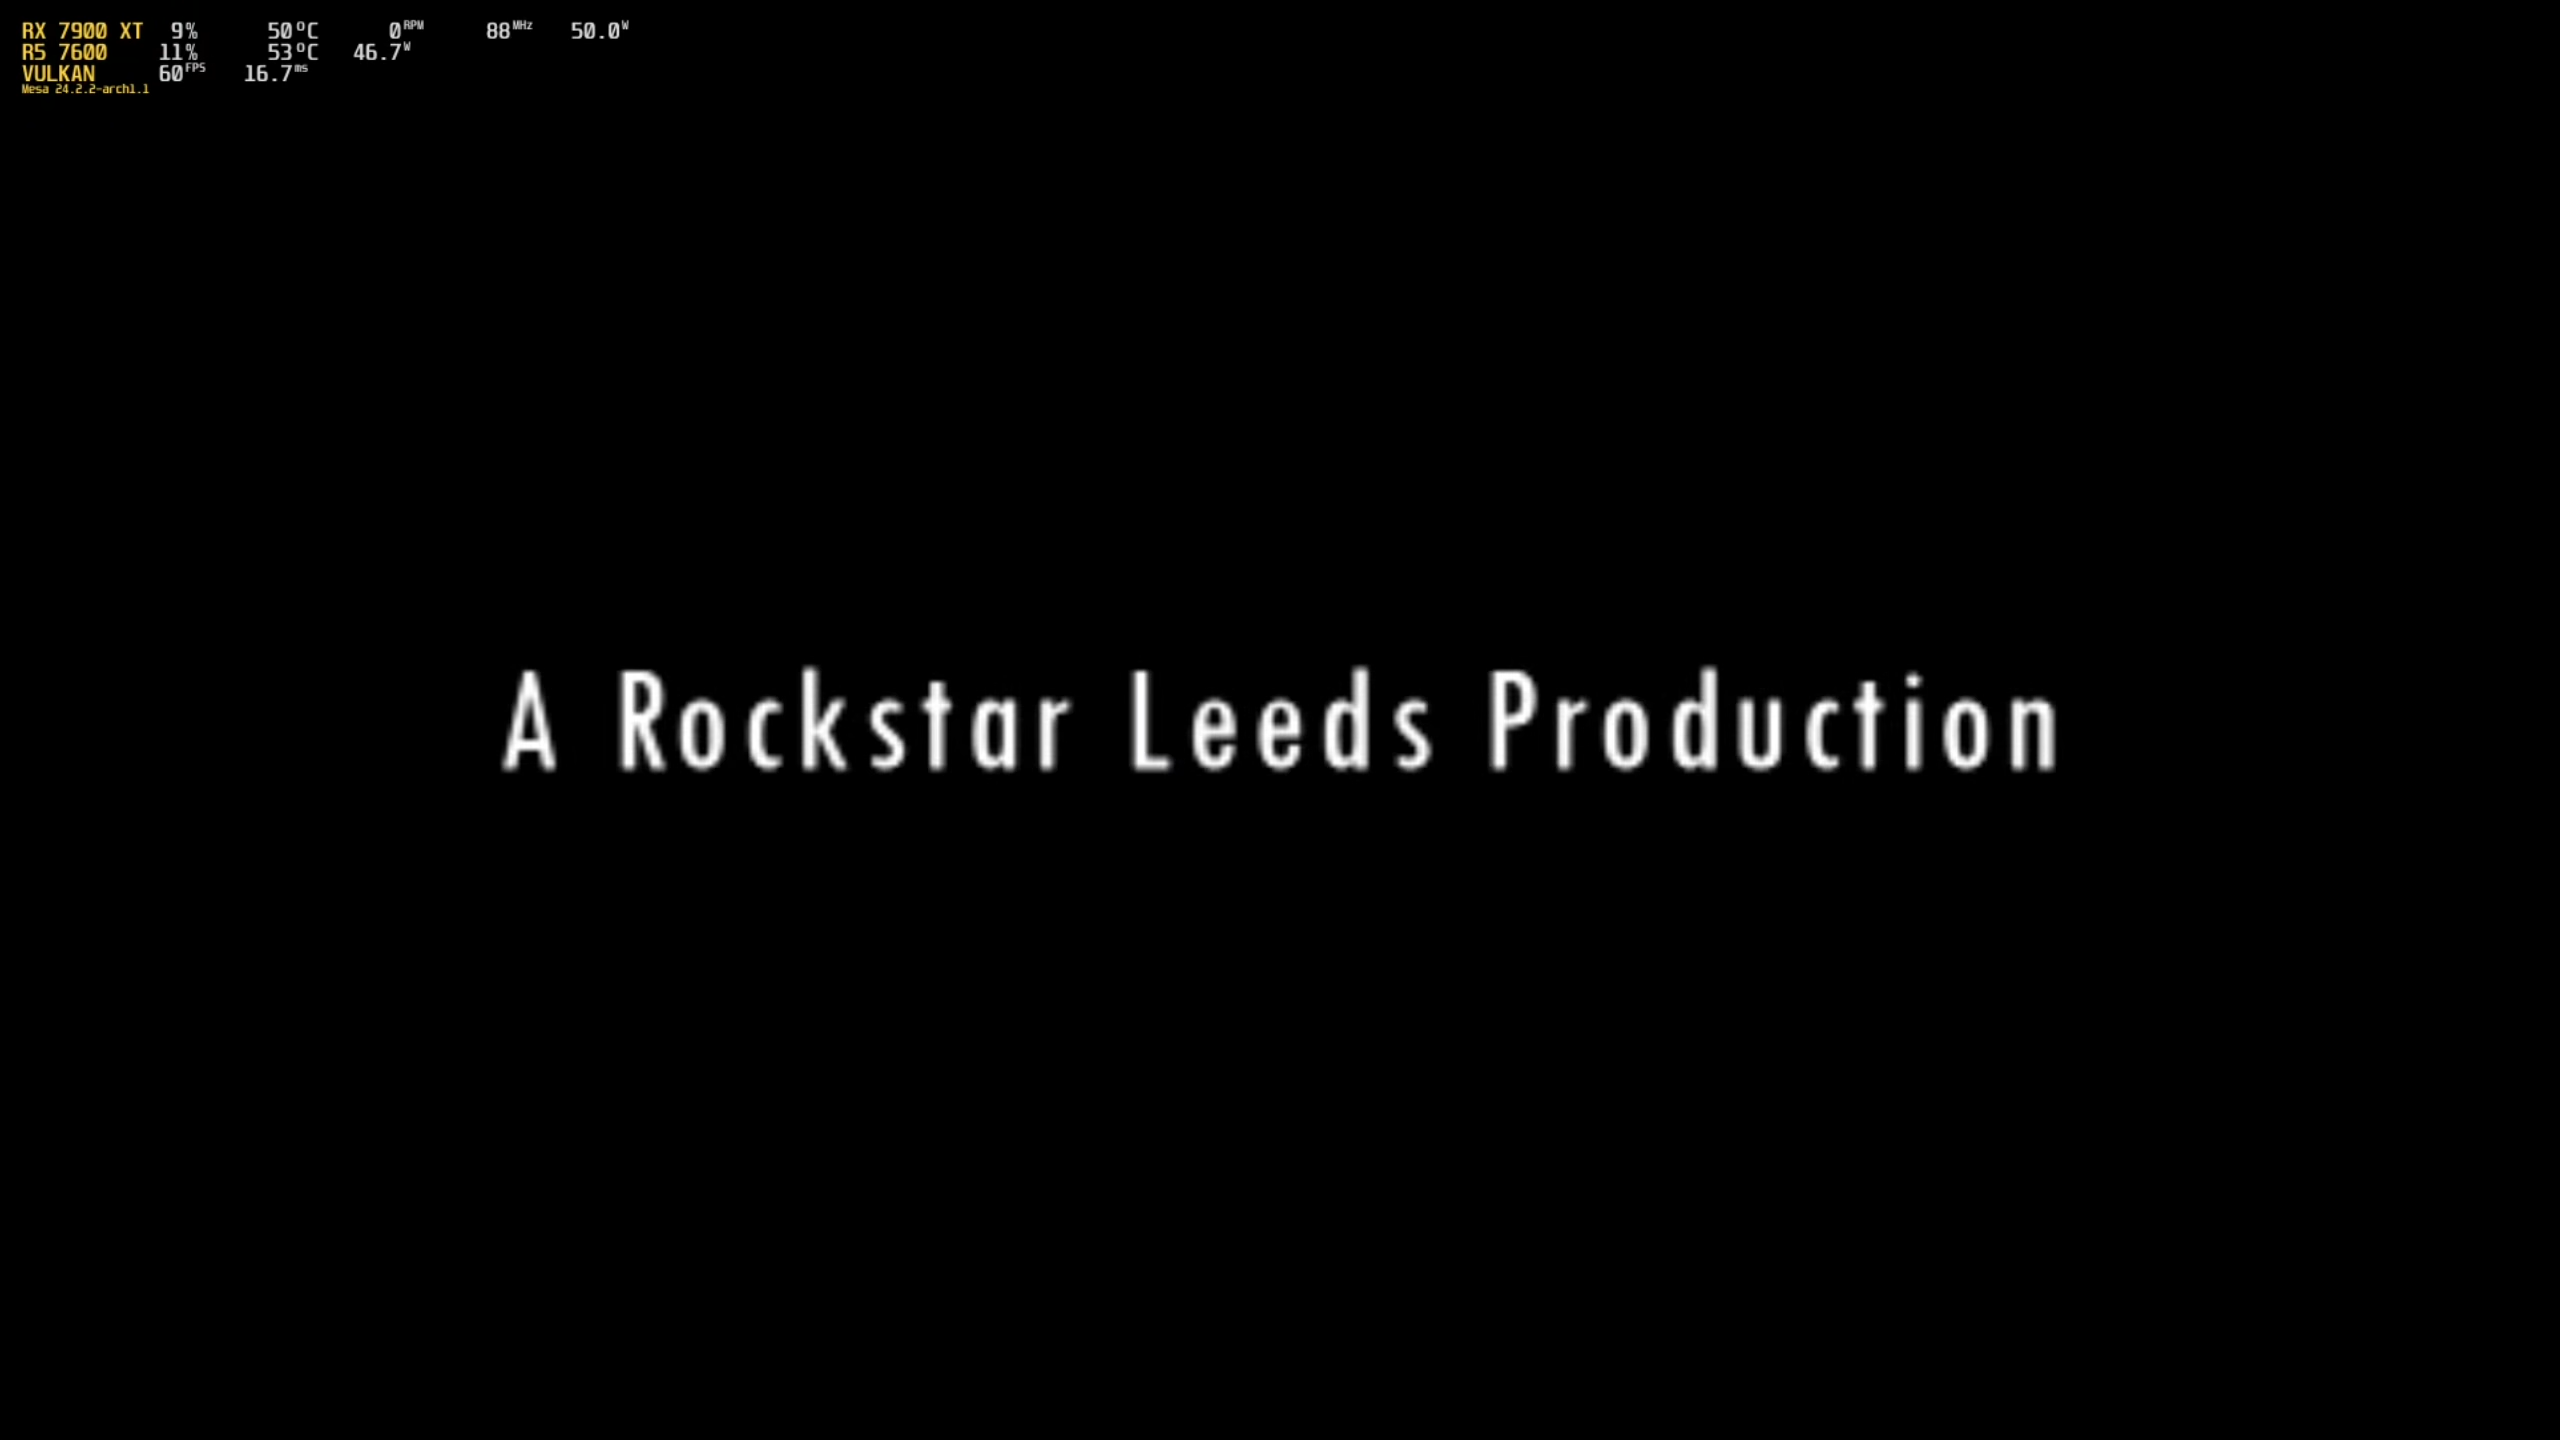 RX 7900 XT 9% 50°C 0RPM 88MHz 50.0W
R5 7600 11% 53°C 46.7W
VULKAN 60FPS 16.7ms
Mesa 24.2.2-arch1.1
A Rockstar Leeds Production